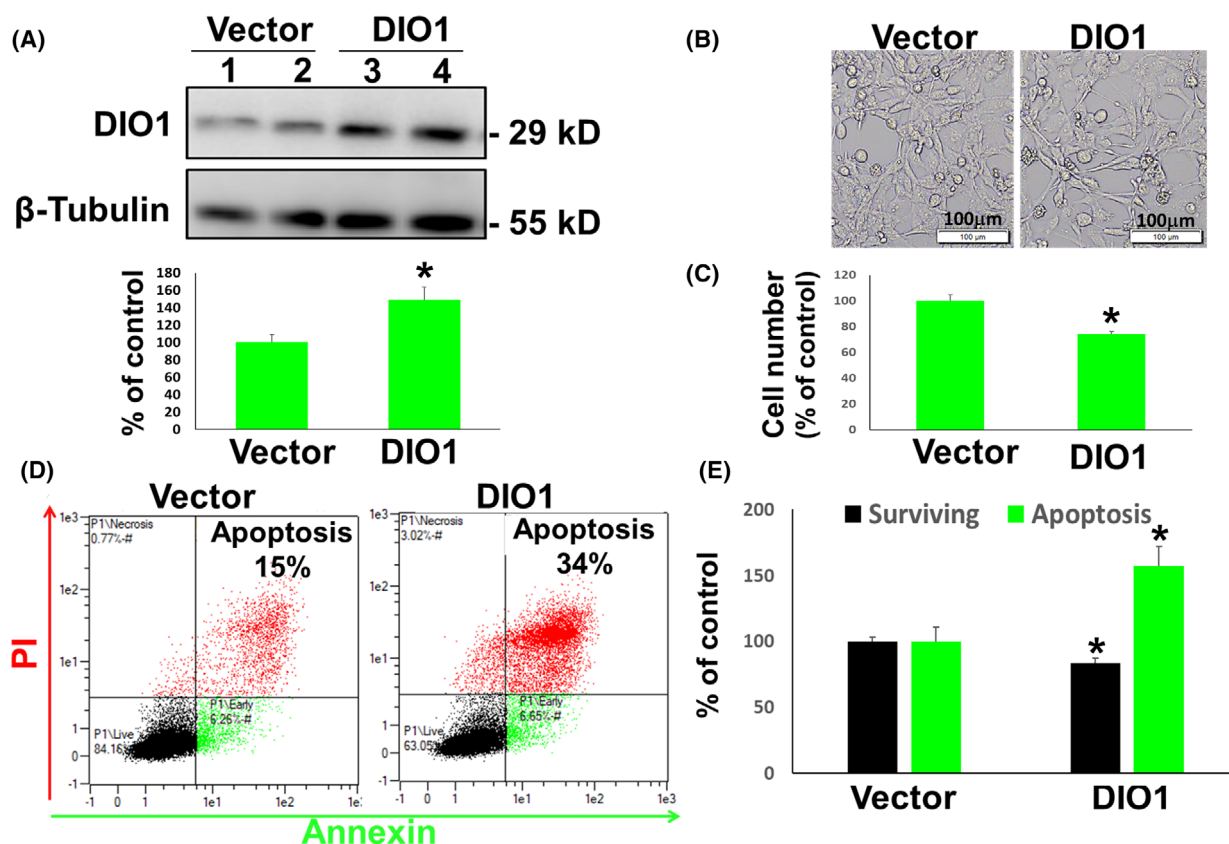 (A)
Vector DIO1
1 2 3 4
DIO1
- 29 kD
β-Tubulin
- 55 kD
% of control
180
160
140
120
100
80
60
40
20
0
*
Vector DIO1
(B)
Vector DIO1
100μm 100μm
100 µm 100 µm
(C)
Cell number
(% of control)
120
100
80
60
40
20
0
*
Vector DIO1
(D)
Vector DIO1
PI
1e3
1e2
1e1
1
0
-1
P1\Necrosis
0.77%-#
Apoptosis
15%
P1\Early
6.26%-#
P1\Live
84.16%
-1 0 1 1e1 1e2 1e3
1e3
1e2
1e1
1
0
-1
P1\Necrosis
3.02%-#
Apoptosis
34%
P1\Early
6.65%-#
P1\Live
63.05%
-1 0 1 1e1 1e2 1e3
Annexin
(E)
% of control
200
150
100
50
0
Surviving Apoptosis
*
*
Vector DIO1